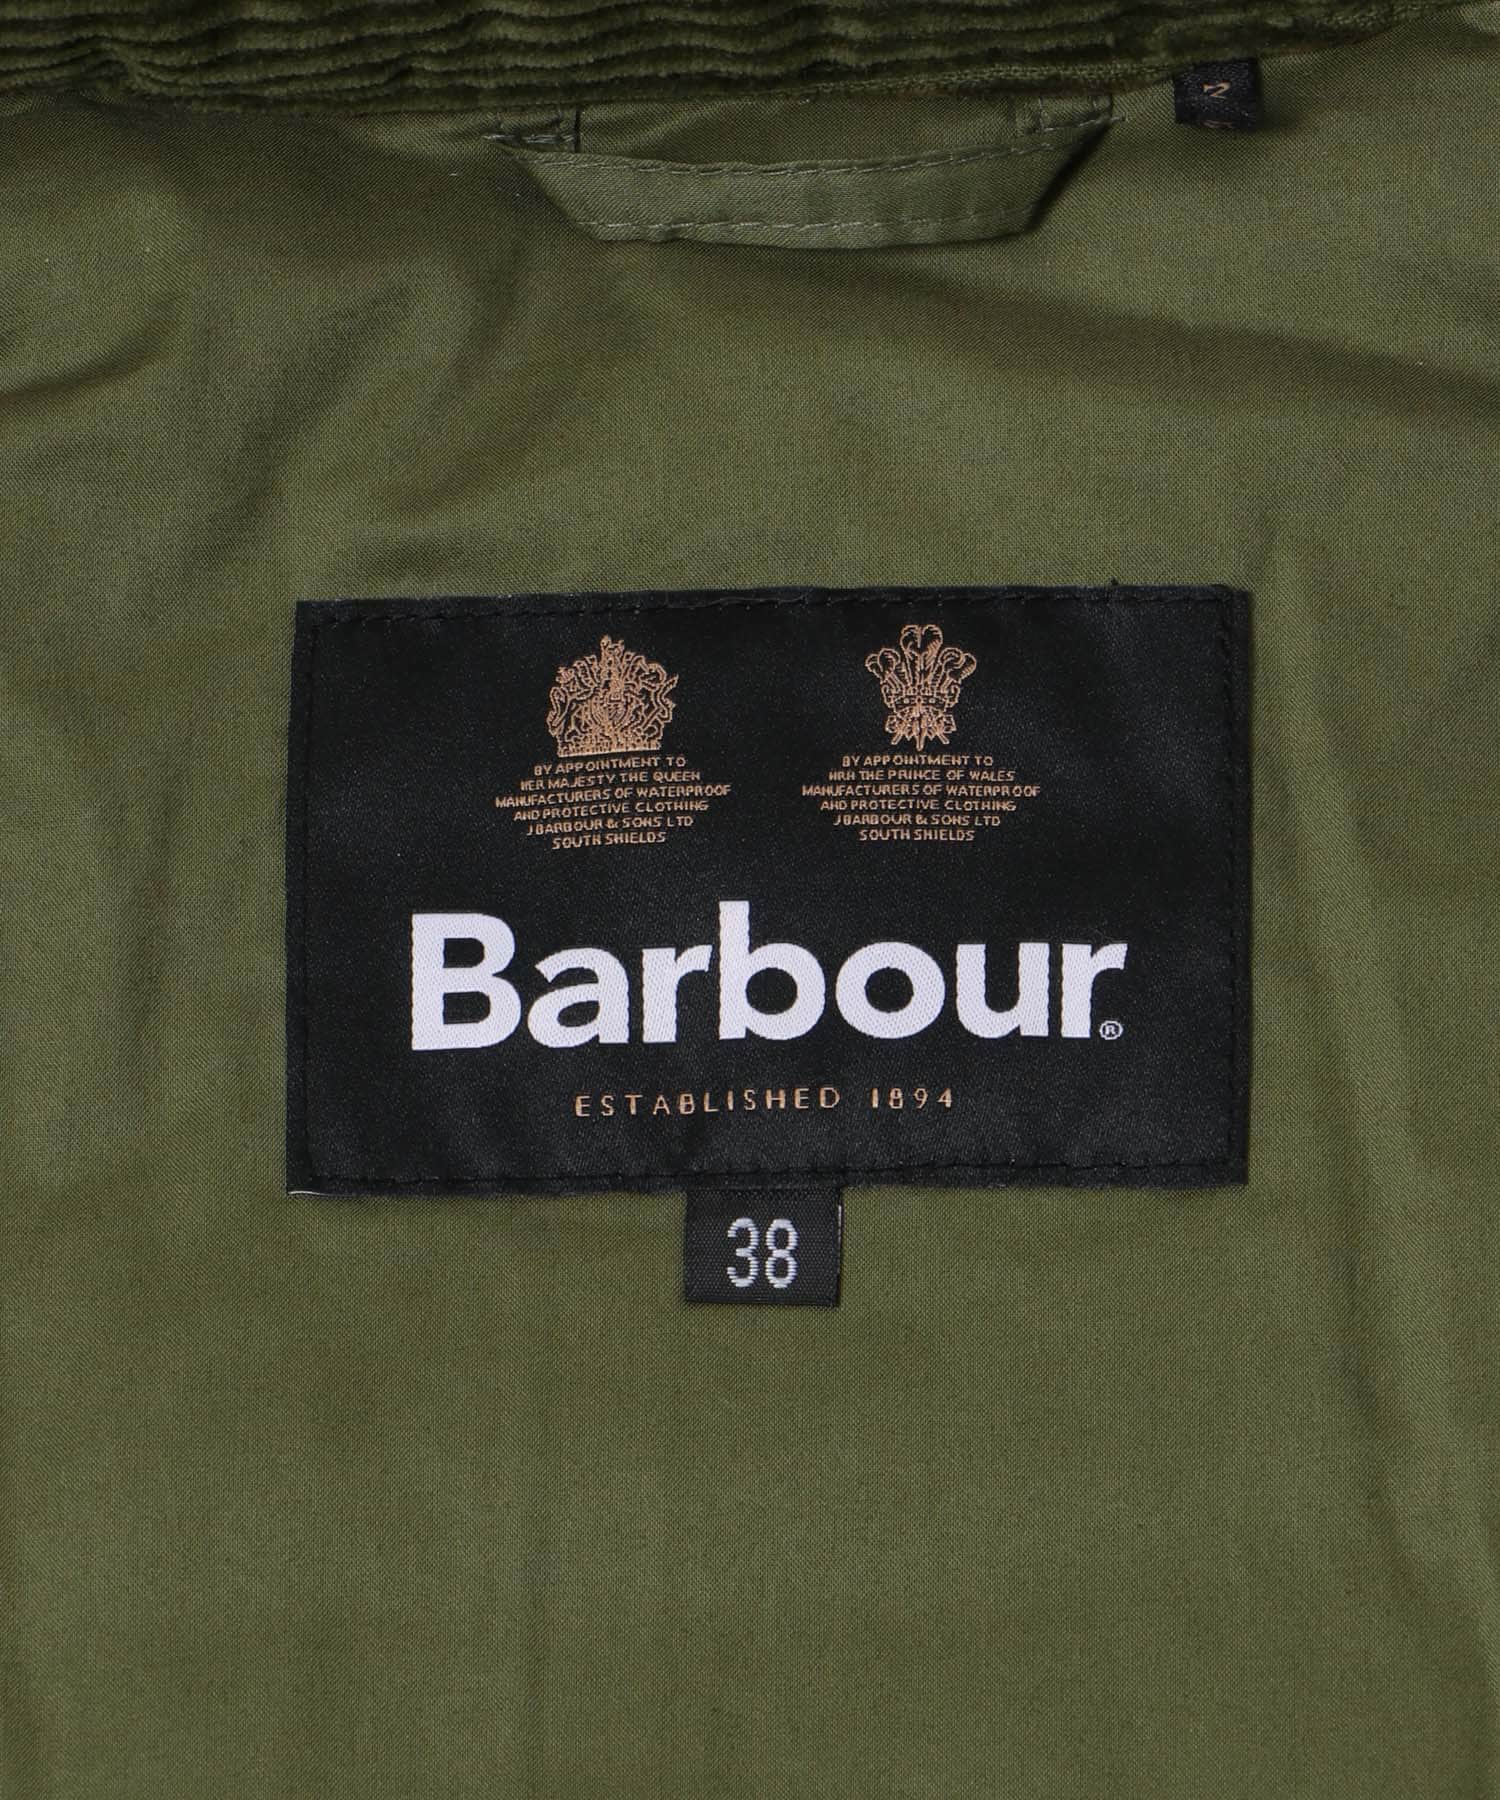 BY APPOINTMENT TO
HER MAJESTY THE QUEEN
MANUFACTURERS OF WATERPROOF
AND PROTECTIVE CLOTHING
J BARBOUR & SONS LTD
SOUTH SHIELDS
BY APPOINTMENT TO
HRH THE PRINCE OF WALES
MANUFACTURERS OF WATERPROOF
AND PROTECTIVE CLOTHING
J BARBOUR & SONS LTD
SOUTH SHIELDS
Barbour®
ESTABLISHED 1894
38